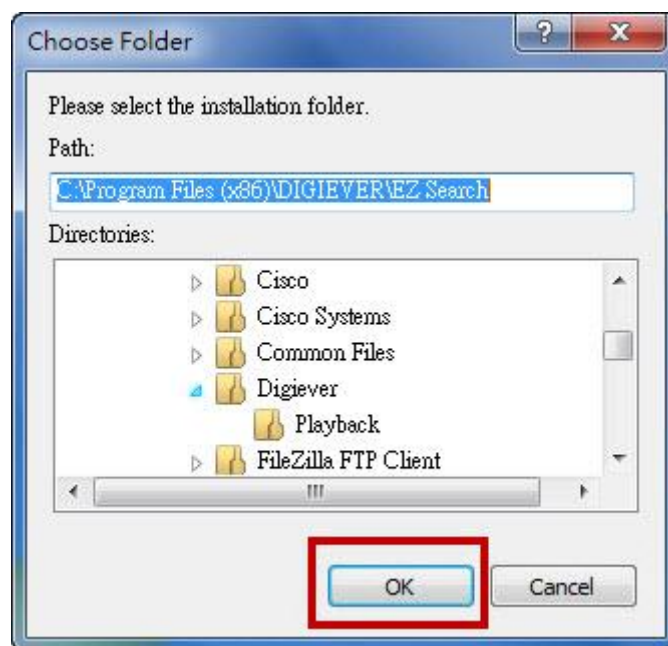 Choose Folder
Please select the installation folder.
Path:
C:\Program Files (x86)\DIGIEVER\EZ Search
Directories:
Cisco
Cisco Systems
Common Files
Digiever
Playback
FileZilla FTP Client
OK Cancel